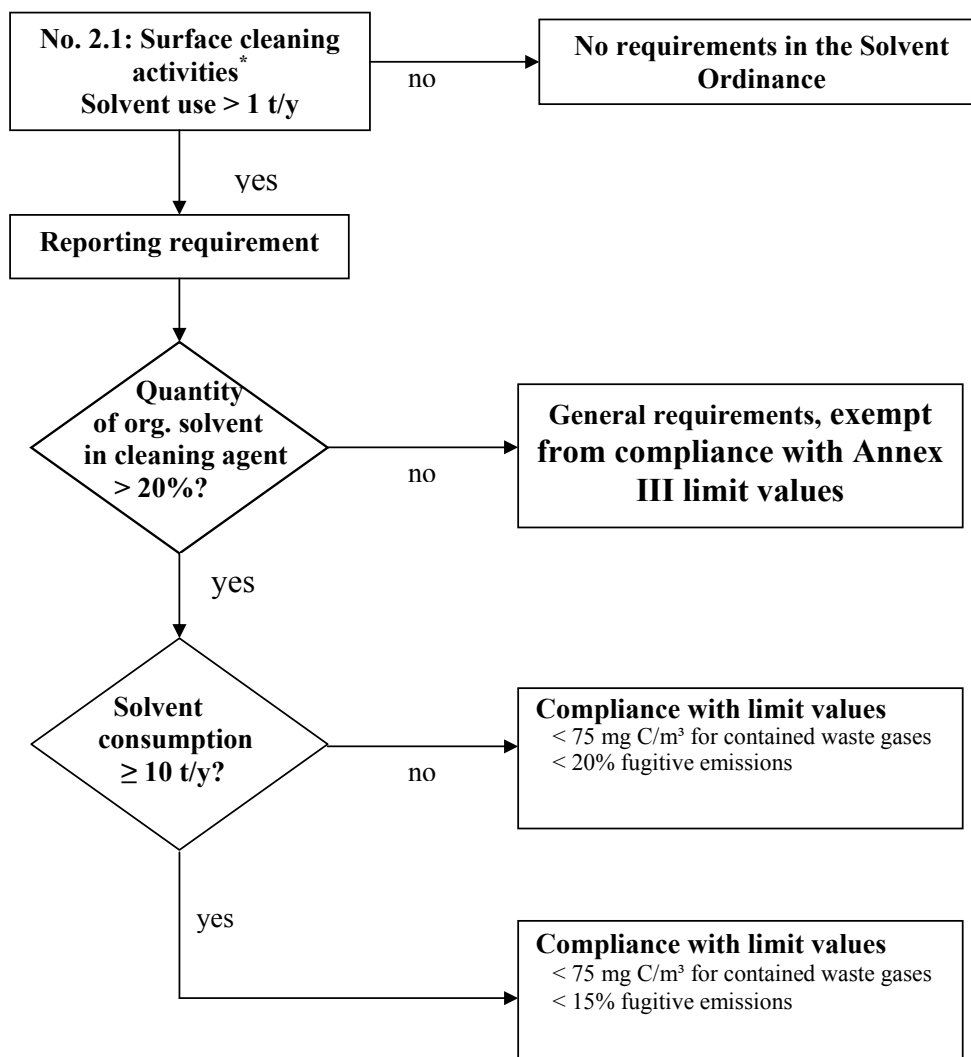 No. 2.1: Surface cleaning
activities*
Solvent use > 1 t/y
no
No requirements in the Solvent
Ordinance
yes
Reporting requirement
Quantity
of org. solvent
in cleaning agent
> 20%?
no
General requirements, exempt
from compliance with Annex
III limit values
yes
Solvent
consumption
≥ 10 t/y?
no
Compliance with limit values
< 75 mg C/m³ for contained waste gases
< 20% fugitive emissions
yes
Compliance with limit values
< 75 mg C/m³ for contained waste gases
< 15% fugitive emissions